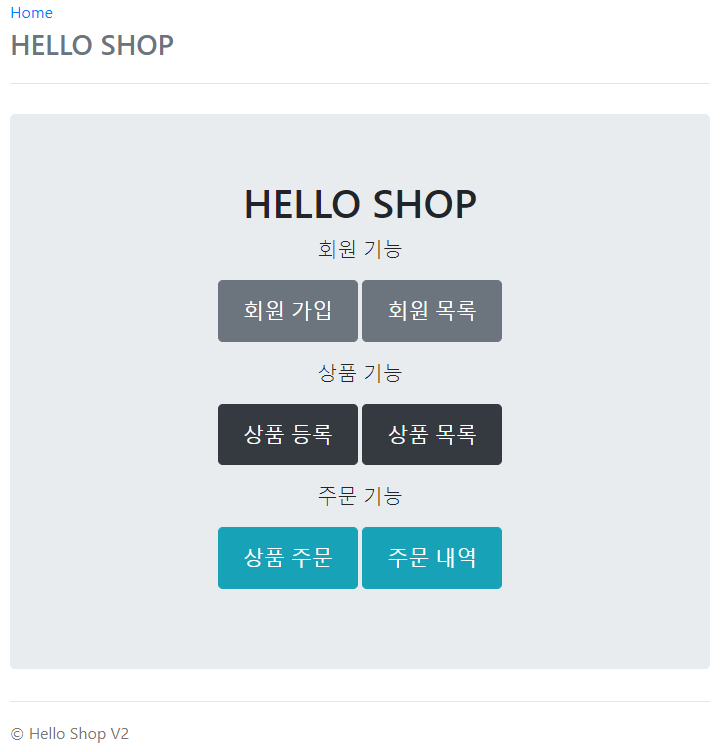 Home
HELLO SHOP
HELLO SHOP
회원 기능
회원 가입 회원 목록
상품 기능
상품 등록 상품 목록
주문 기능
상품 주문 주문 내역
© Hello Shop V2